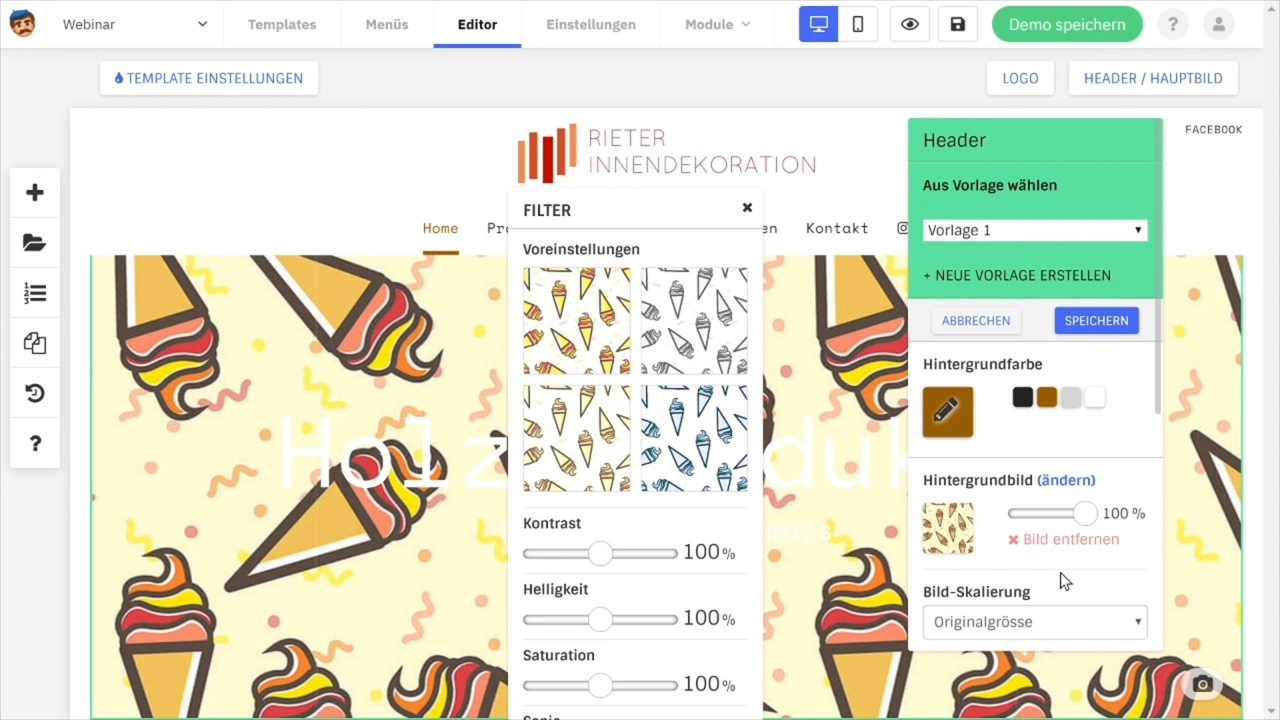 Webinar
Templates
Menüs
Editor
Einstellungen
Module
Demo speichern
?
TEMPLATE EINSTELLUNGEN
LOGO
HEADER / HAUPTBILD
RIETER
INNENDEKORATION
FACEBOOK
Header
Aus Vorlage wählen
Vorlage 1
+ NEUE VORLAGE ERSTELLEN
ABBRECHEN
SPEICHERN
Hintergrundfarbe
Hintergrundbild (ändern)
100 %
Bild entfernen
Bild-Skalierung
Originalgrösse
Home
Kontakt
FILTER
Voreinstellungen
Kontrast
100 %
Helligkeit
100 %
Saturation
100 %
?